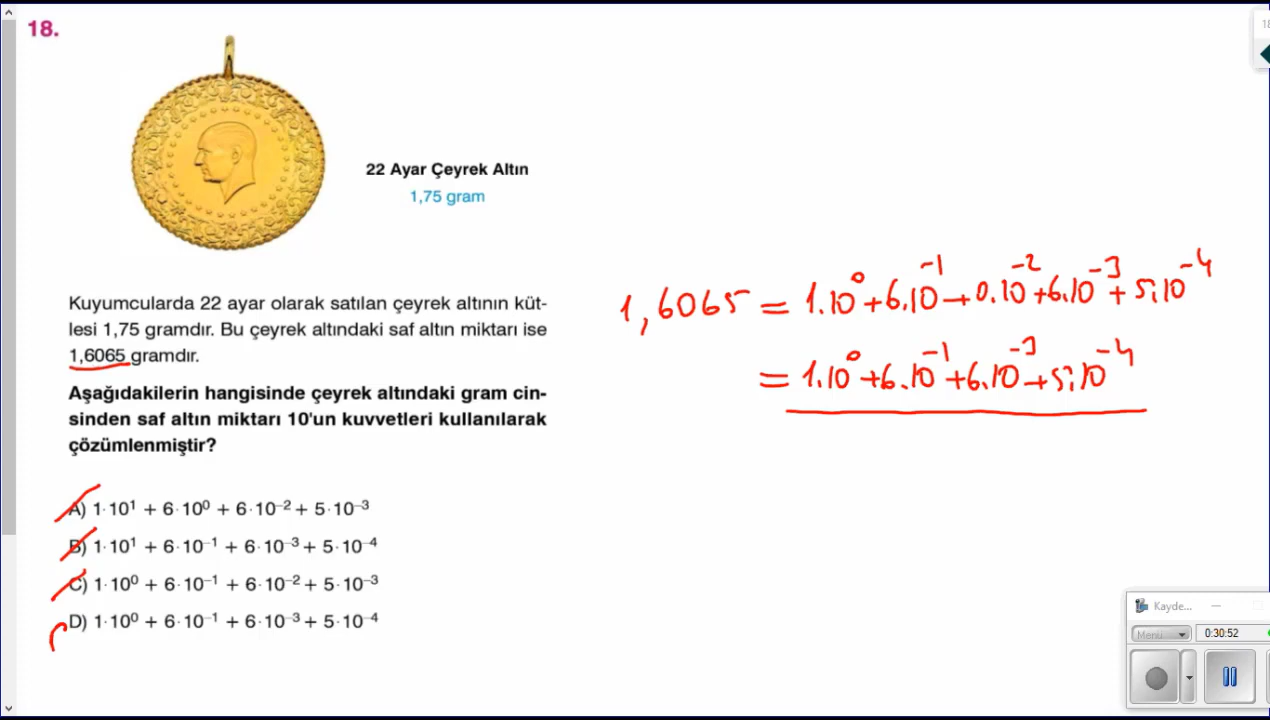 18.
22 Ayar Çeyrek Altın
1,75 gram
Kuyumcularda 22 ayar olarak satılan çeyrek altının küt-
lesi 1,75 gramdır. Bu çeyrek altındaki saf altın miktarı ise
1,6065 gramdır.
Aşağıdakilerin hangisinde çeyrek altındaki gram cin-
sinden saf altın miktarı 10'un kuvvetleri kullanılarak
çözümlenmiştir?
A) 1·10¹ + 6·10⁰ + 6·10⁻² + 5·10⁻³
B) 1·10¹ + 6·10⁻¹ + 6·10⁻³ + 5·10⁻⁴
C) 1·10⁰ + 6·10⁻¹ + 6·10⁻² + 5·10⁻³
D) 1·10⁰ + 6·10⁻¹ + 6·10⁻³ + 5·10⁻⁴
1,6065 = 1.10⁰ + 6.10⁻¹ + 0.10⁻² + 6.10⁻³ + 5.10⁻⁴
= 1.10⁰ + 6.10⁻¹ + 6.10⁻³ + 5.10⁻⁴
18
Kayde...
Menü
0:30:52